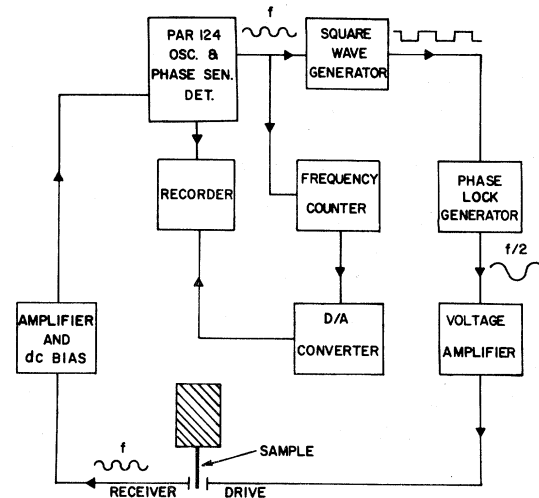 PAR 124
OSC. &
PHASE SEN.
DET.
f
SQUARE
WAVE
GENERATOR
RECORDER
FREQUENCY
COUNTER
PHASE
LOCK
GENERATOR
f/2
AMPLIFIER
AND
dc BIAS
D/A
CONVERTER
VOLTAGE
AMPLIFIER
f
SAMPLE
RECEIVER
DRIVE